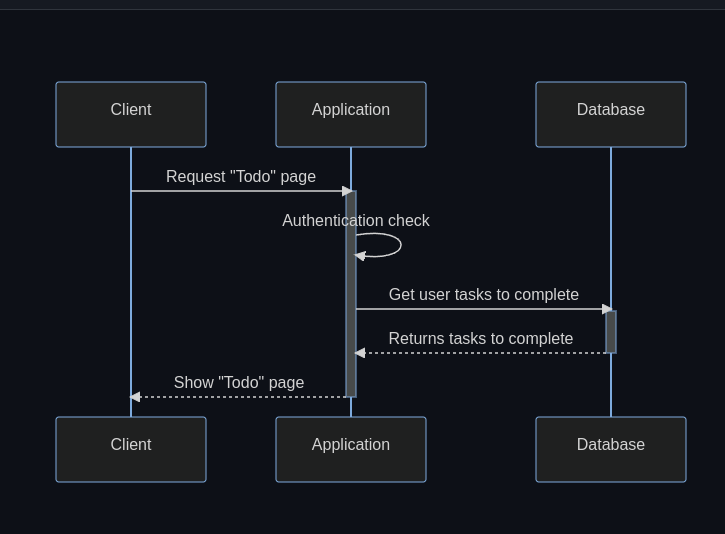 Client
Application
Database
Request "Todo" page
Authentication check
Get user tasks to complete
Returns tasks to complete
Show "Todo" page
Client
Application
Database